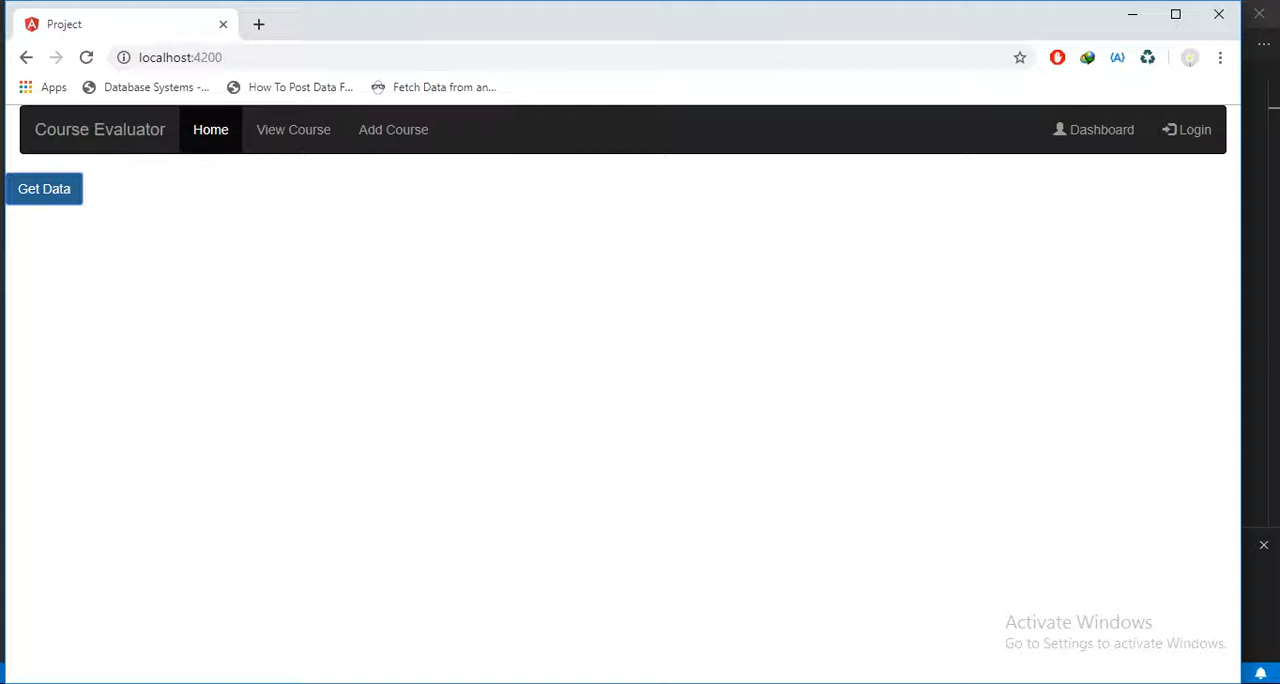 Project
localhost:4200
Apps Database Systems -... How To Post Data F... Fetch Data from an...
Course Evaluator Home View Course Add Course Dashboard Login
Get Data
Activate Windows
Go to Settings to activate Windows.